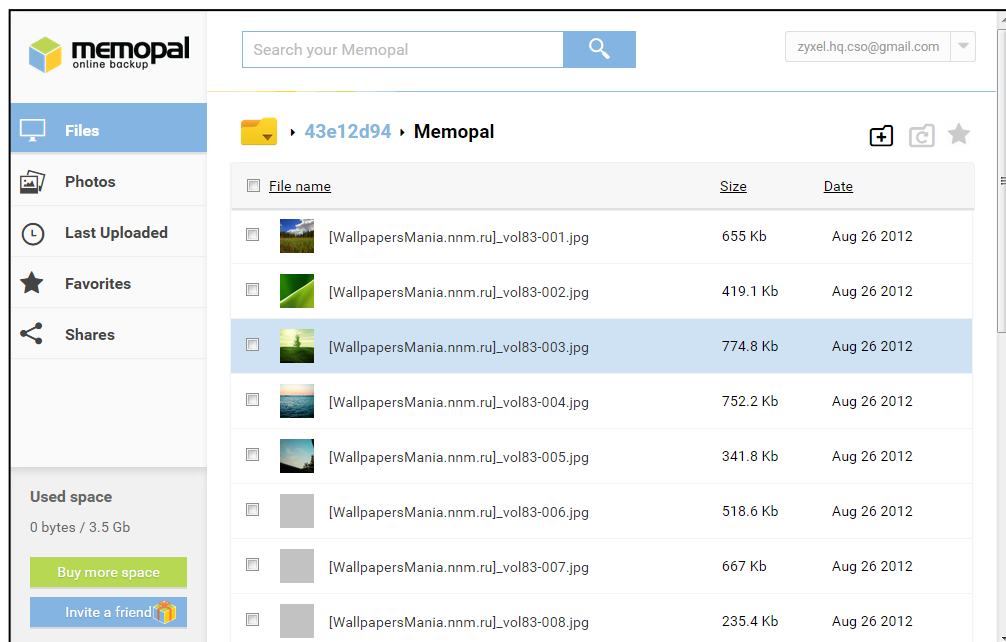 memopal
online backup
Search your Memopal
zyxel.hq.cso@gmail.com
Files
Photos
Last Uploaded
Favorites
Shares
Used space
0 bytes / 3.5 Gb
Buy more space
Invite a friend
43e12d94 Memopal
File name Size Date
[WallpapersMania.nnm.ru]_vol83-001.jpg 655 Kb Aug 26 2012
[WallpapersMania.nnm.ru]_vol83-002.jpg 419.1 Kb Aug 26 2012
[WallpapersMania.nnm.ru]_vol83-003.jpg 774.8 Kb Aug 26 2012
[WallpapersMania.nnm.ru]_vol83-004.jpg 752.2 Kb Aug 26 2012
[WallpapersMania.nnm.ru]_vol83-005.jpg 341.8 Kb Aug 26 2012
[WallpapersMania.nnm.ru]_vol83-006.jpg 518.6 Kb Aug 26 2012
[WallpapersMania.nnm.ru]_vol83-007.jpg 667 Kb Aug 26 2012
[WallpapersMania.nnm.ru]_vol83-008.jpg 235.4 Kb Aug 26 2012